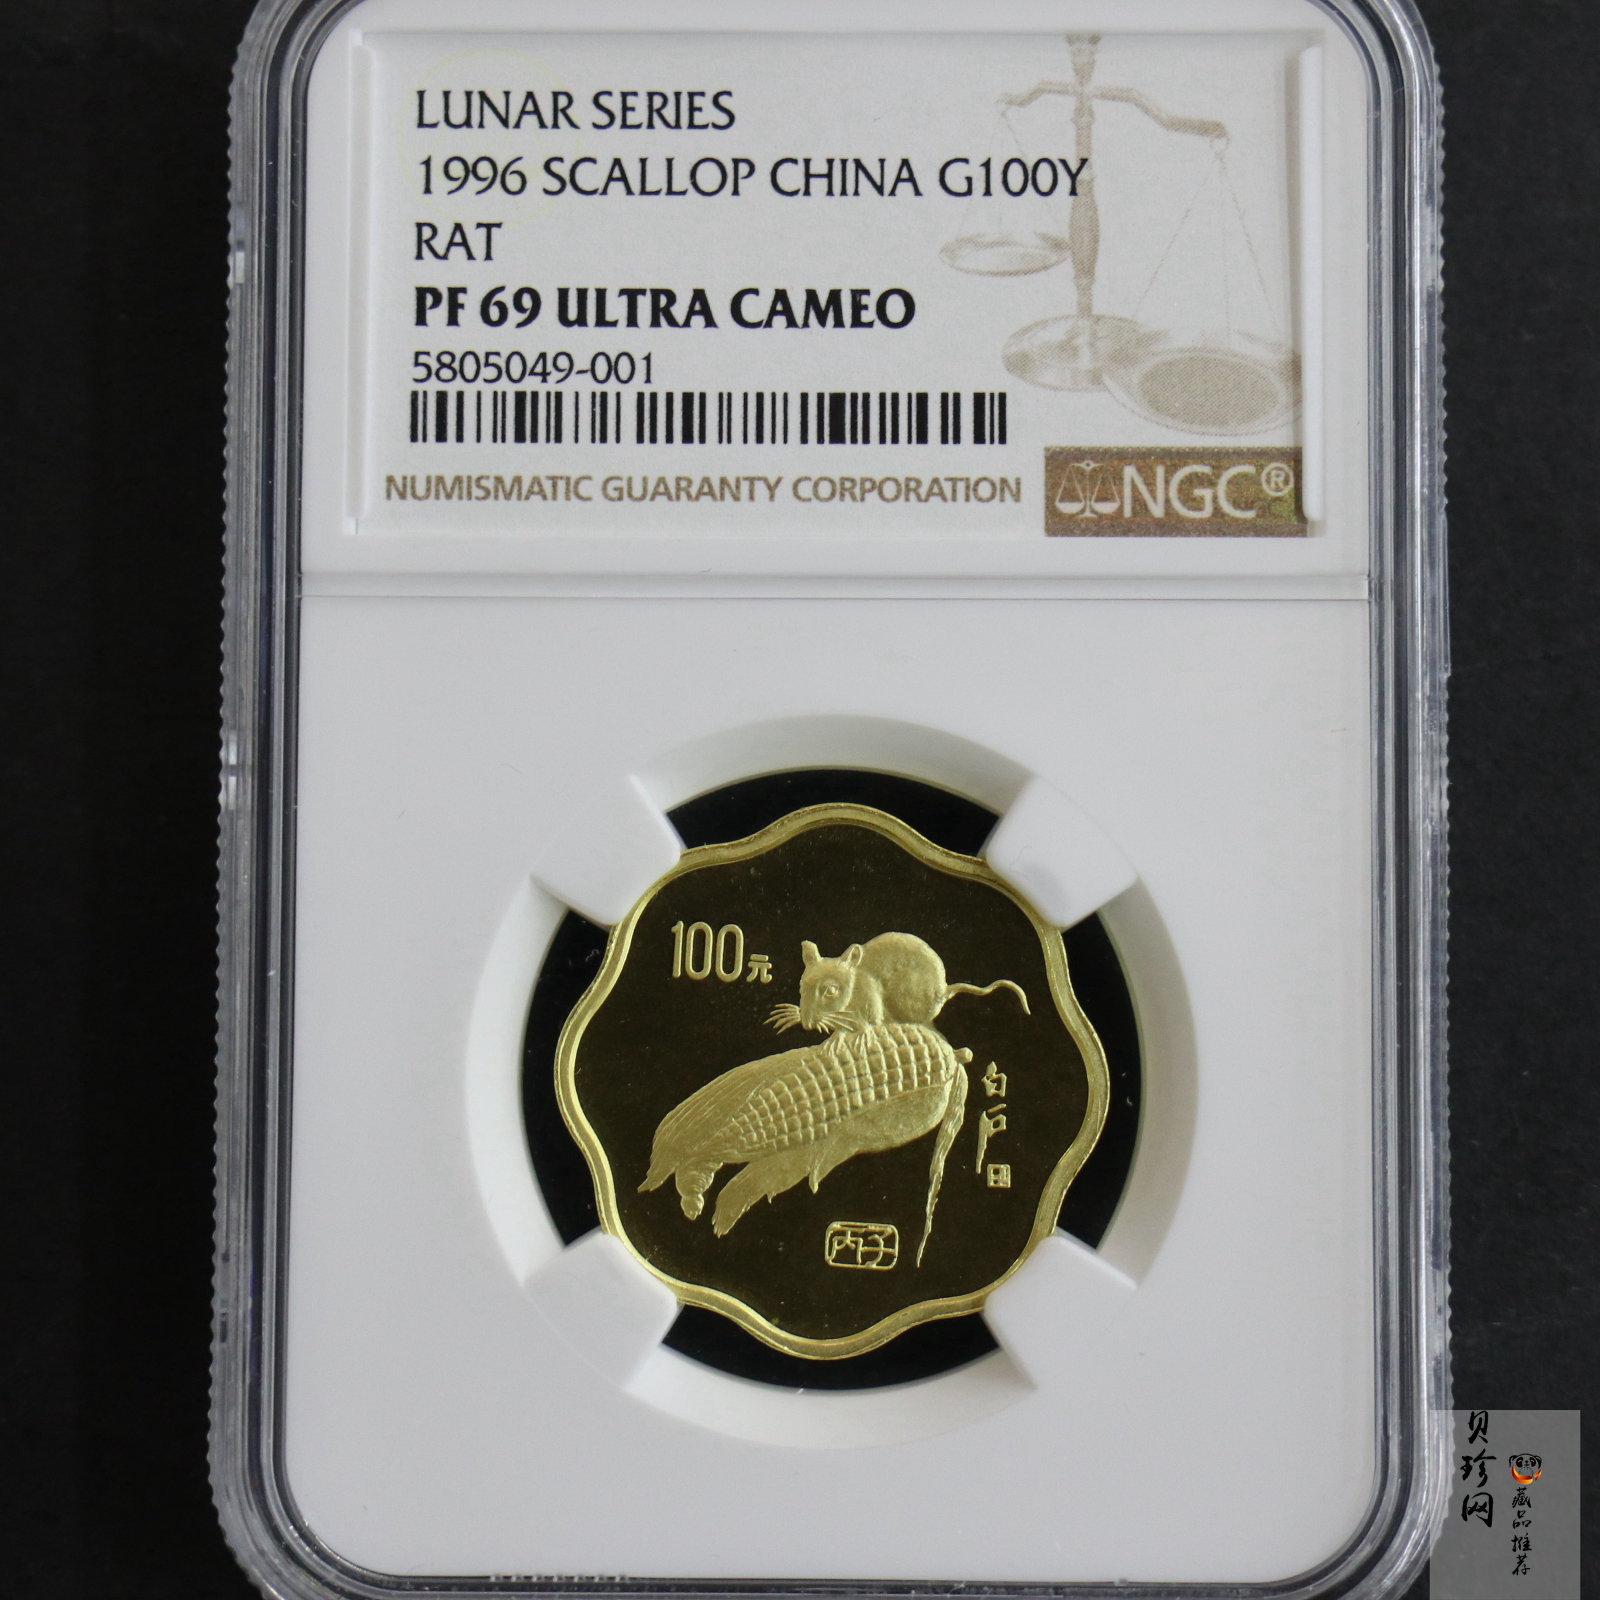 LUNAR SERIES
1996 SCALLOP CHINA G100Y
RAT
PF 69 ULTRA CAMEO
5805049-001
NUMISMATIC GUARANTY CORPORATION
NGC®
100元
白石
丙子
贝珍网
藏品推荐